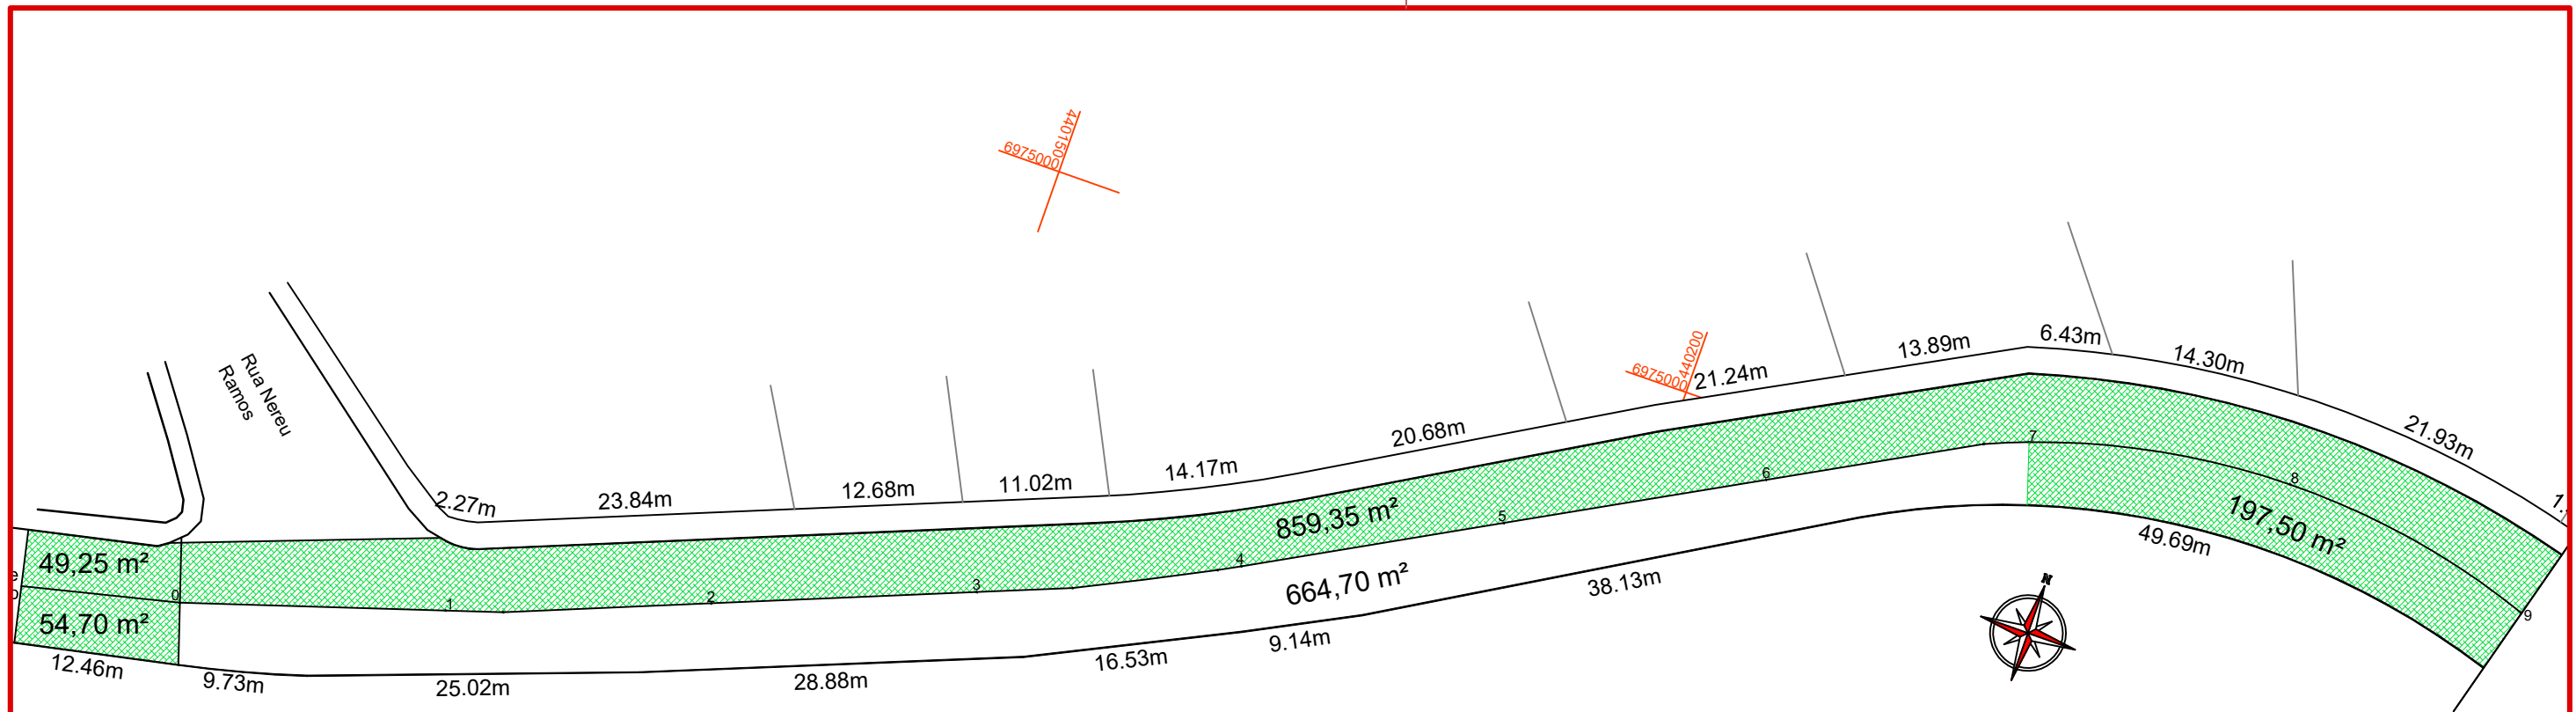 440150
6975000
440200
6975000
6.43m
13.89m
14.30m
21.24m
21.93m
Rua Nereu
Ramos
20.68m
14.17m
11.02m
12.68m
23.84m
2.27m
7
8
6
5
4
3
2
1
0
9
859,35 m²
197,50 m²
49.69m
49,25 m²
664,70 m²
54,70 m²
38.13m
N
9.14m
16.53m
12.46m
9.73m
25.02m
28.88m